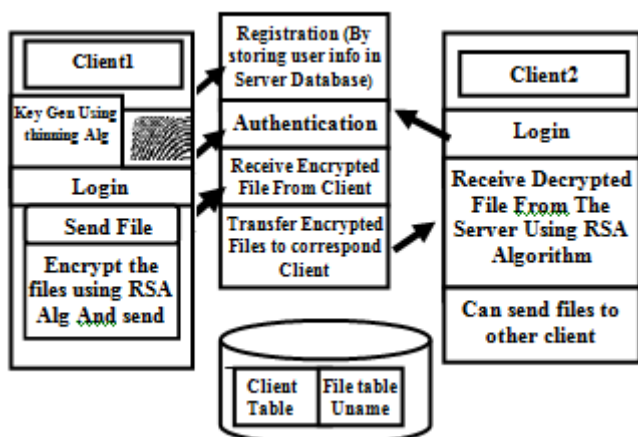 Client1
Key Gen Using
thinning Alg
Login
Send File
Encrypt the
files using RSA
Alg And send
Registration (By
storing user info in
Server Database)
Authentication
Receive Encrypted
File From Client
Transfer Encrypted
Files to correspond
Client
Client
Table
File table
Uname
Client2
Login
Receive Decrypted
File From The
Server Using RSA
Algorithm
Can send files to
other client